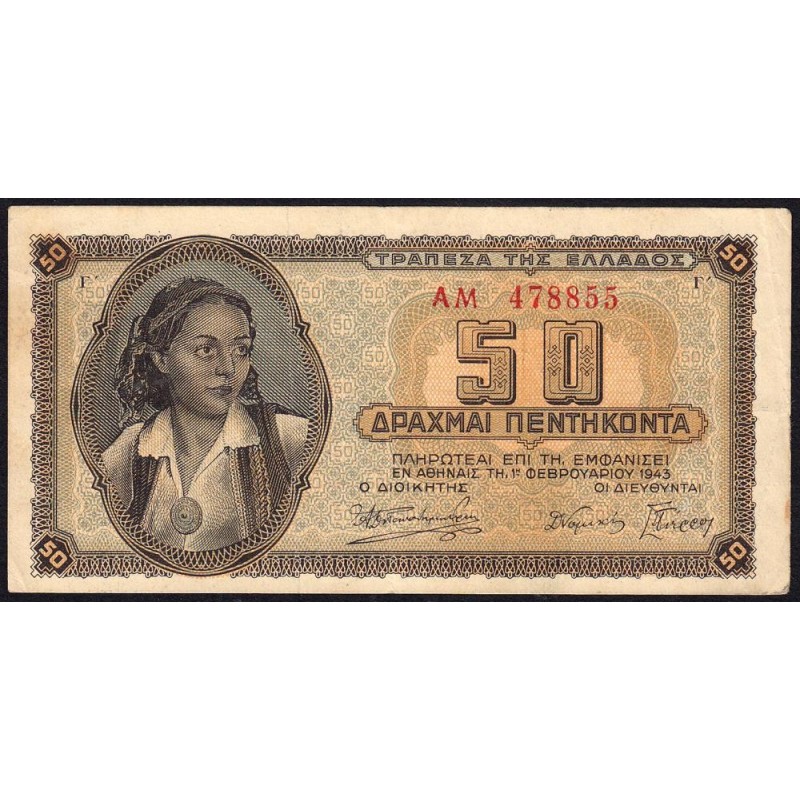 50 50
ΤΡΑΠΕΖΑ ΤΗΣ ΕΛΛΑΔΟΣ
Γ´ Γ´
ΑΜ 478855
50
ΔΡΑΧΜΑΙ ΠΕΝΤΗΚΟΝΤΑ
ΠΛΗΡΩΤΕΑΙ ΕΠΙ ΤΗ, ΕΜΦΑΝΙΣΕΙ
ΕΝ ΑΘΗΝΑΙΣ ΤΗ, 1ῃ ΦΕΒΡΟΥΑΡΙΟΥ 1943
Ο ΔΙΟΙΚΗΤΗΣ ΟΙ ΔΙΕΥΘΥΝΤΑΙ
50 50